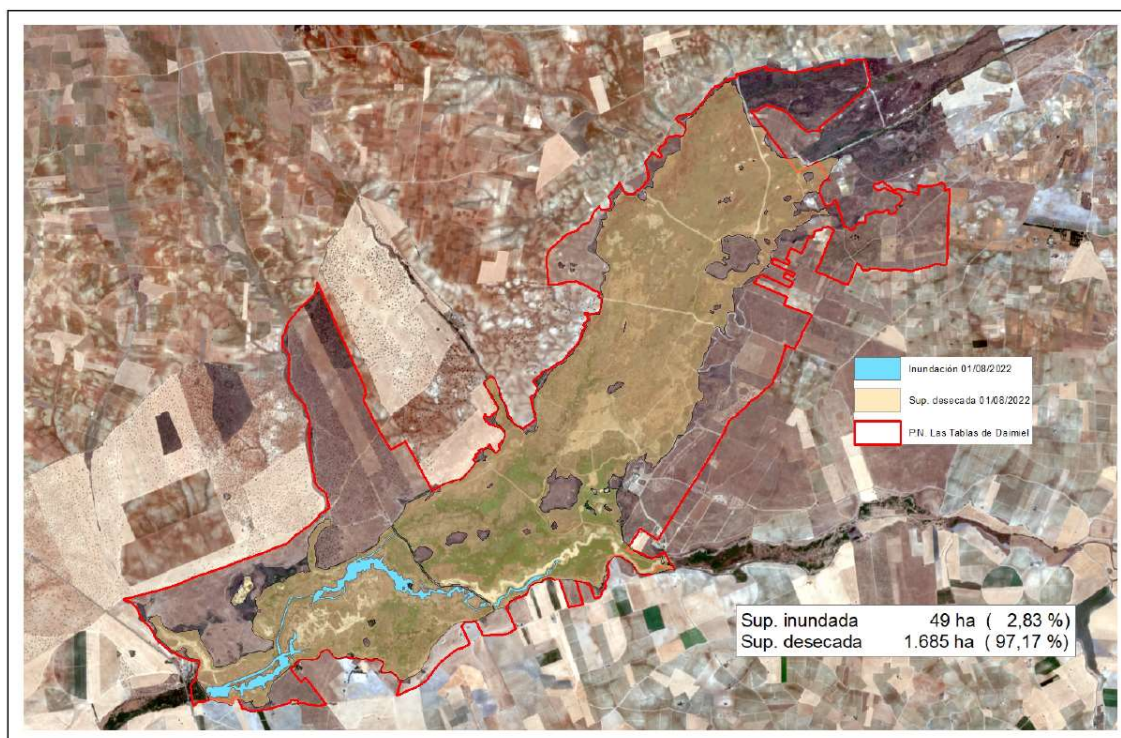 Inundación 01/08/2022
Sup. desecada 01/08/2022
P.N. Las Tablas de Daimiel
Sup. inundada 49 ha ( 2,83 %)
Sup. desecada 1.685 ha ( 97,17 %)